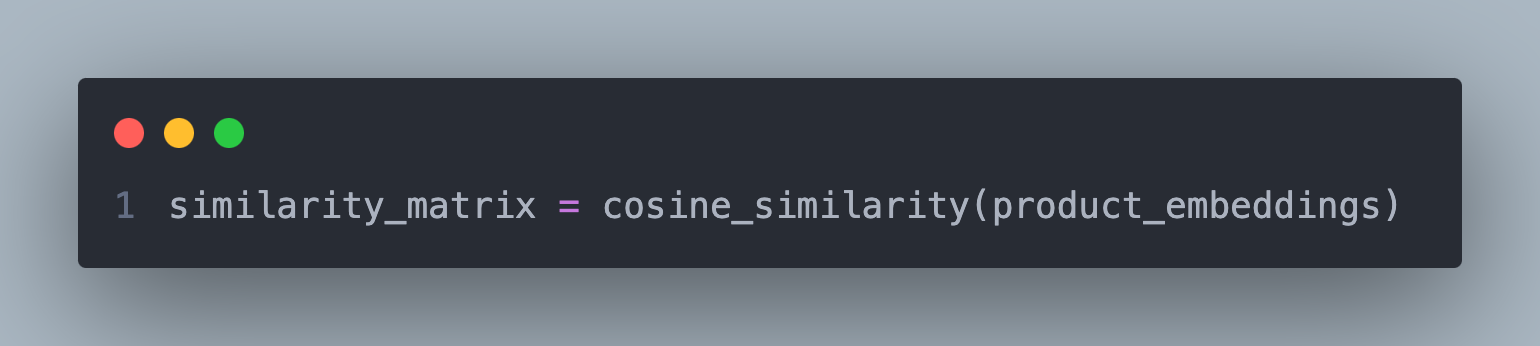 1 similarity_matrix = cosine_similarity(product_embeddings)